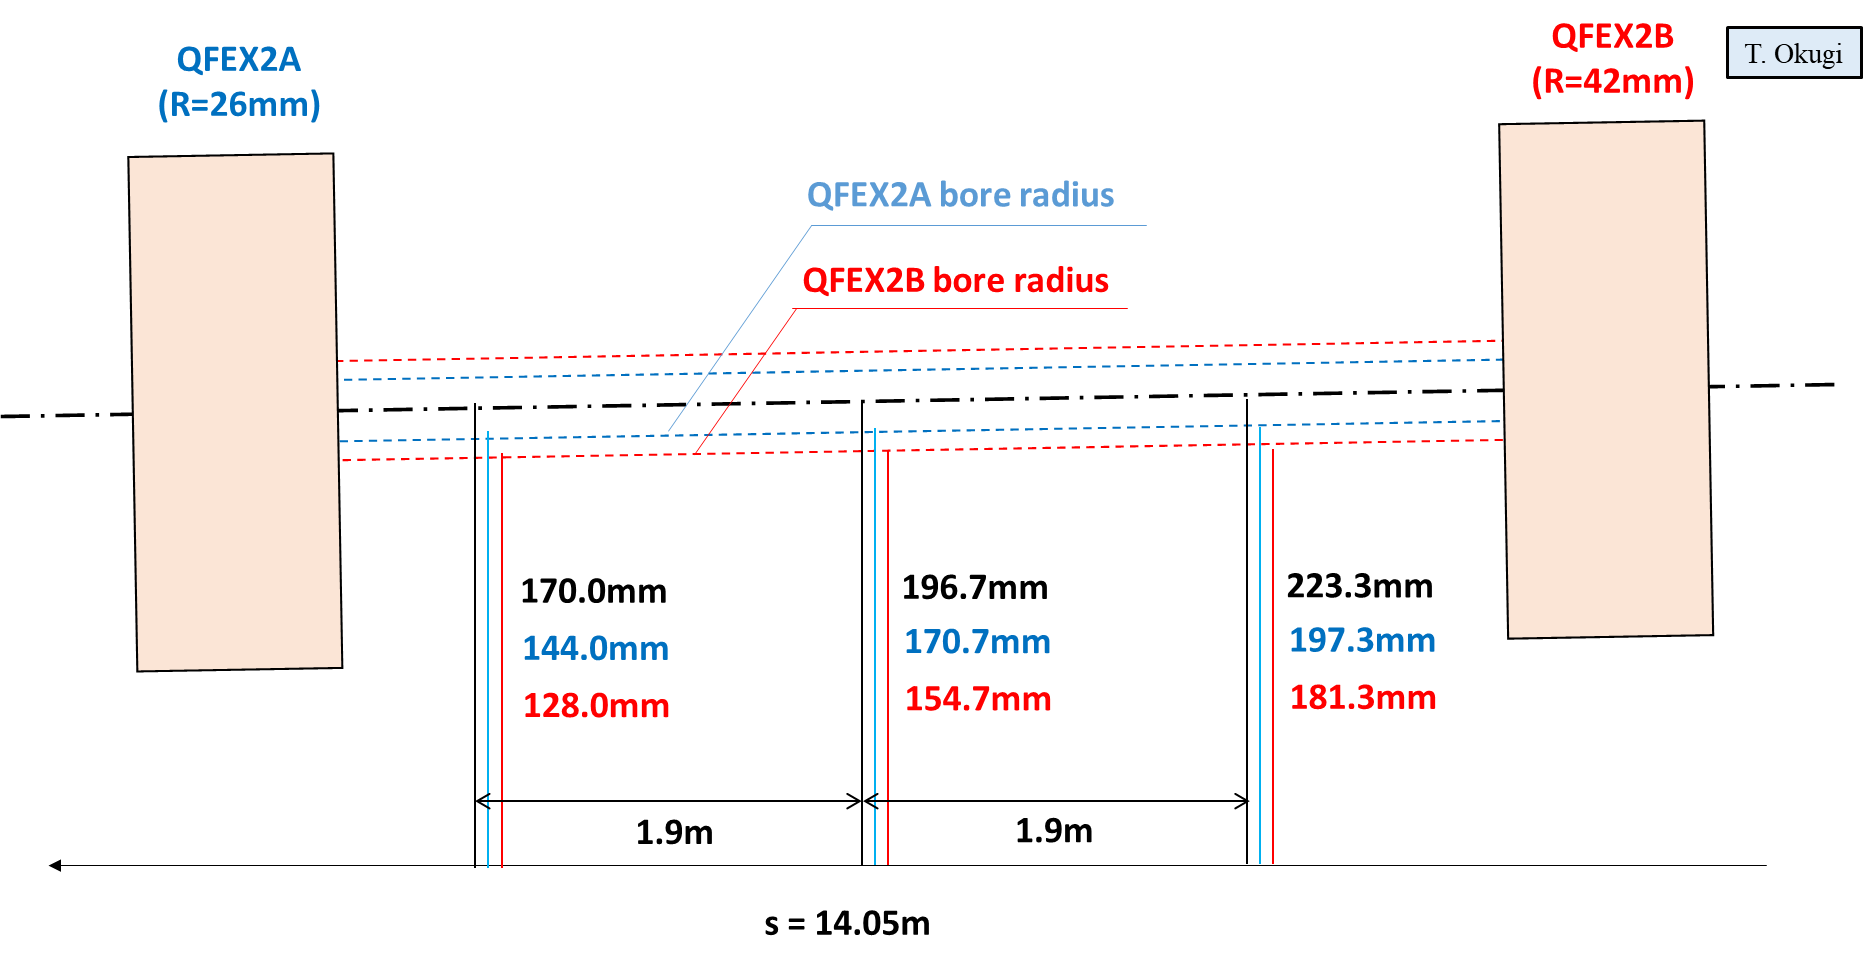 QFEX2A
(R=26mm)
QFEX2B
(R=42mm)
T. Okugi
QFEX2A bore radius
QFEX2B bore radius
170.0mm
144.0mm
128.0mm
196.7mm
170.7mm
154.7mm
223.3mm
197.3mm
181.3mm
1.9m
1.9m
s = 14.05m